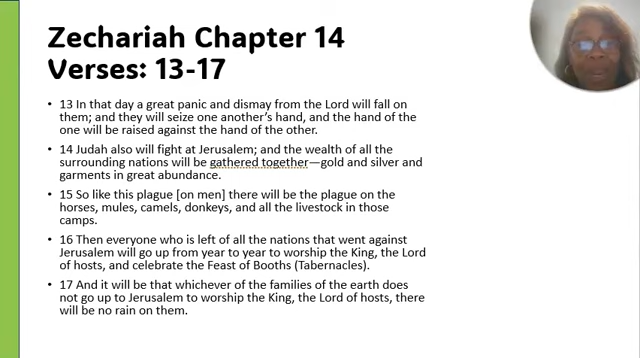 Zechariah Chapter 14
Verses: 13-17
• 13 In that day a great panic and dismay from the Lord will fall on
them; and they will seize one another’s hand, and the hand of the
one will be raised against the hand of the other.
• 14 Judah also will fight at Jerusalem; and the wealth of all the
surrounding nations will be gathered together—gold and silver and
garments in great abundance.
• 15 So like this plague [on men] there will be the plague on the
horses, mules, camels, donkeys, and all the livestock in those
camps.
• 16 Then everyone who is left of all the nations that went against
Jerusalem will go up from year to year to worship the King, the Lord
of hosts, and celebrate the Feast of Booths (Tabernacles).
• 17 And it will be that whichever of the families of the earth does
not go up to Jerusalem to worship the King, the Lord of hosts, there
will be no rain on them.